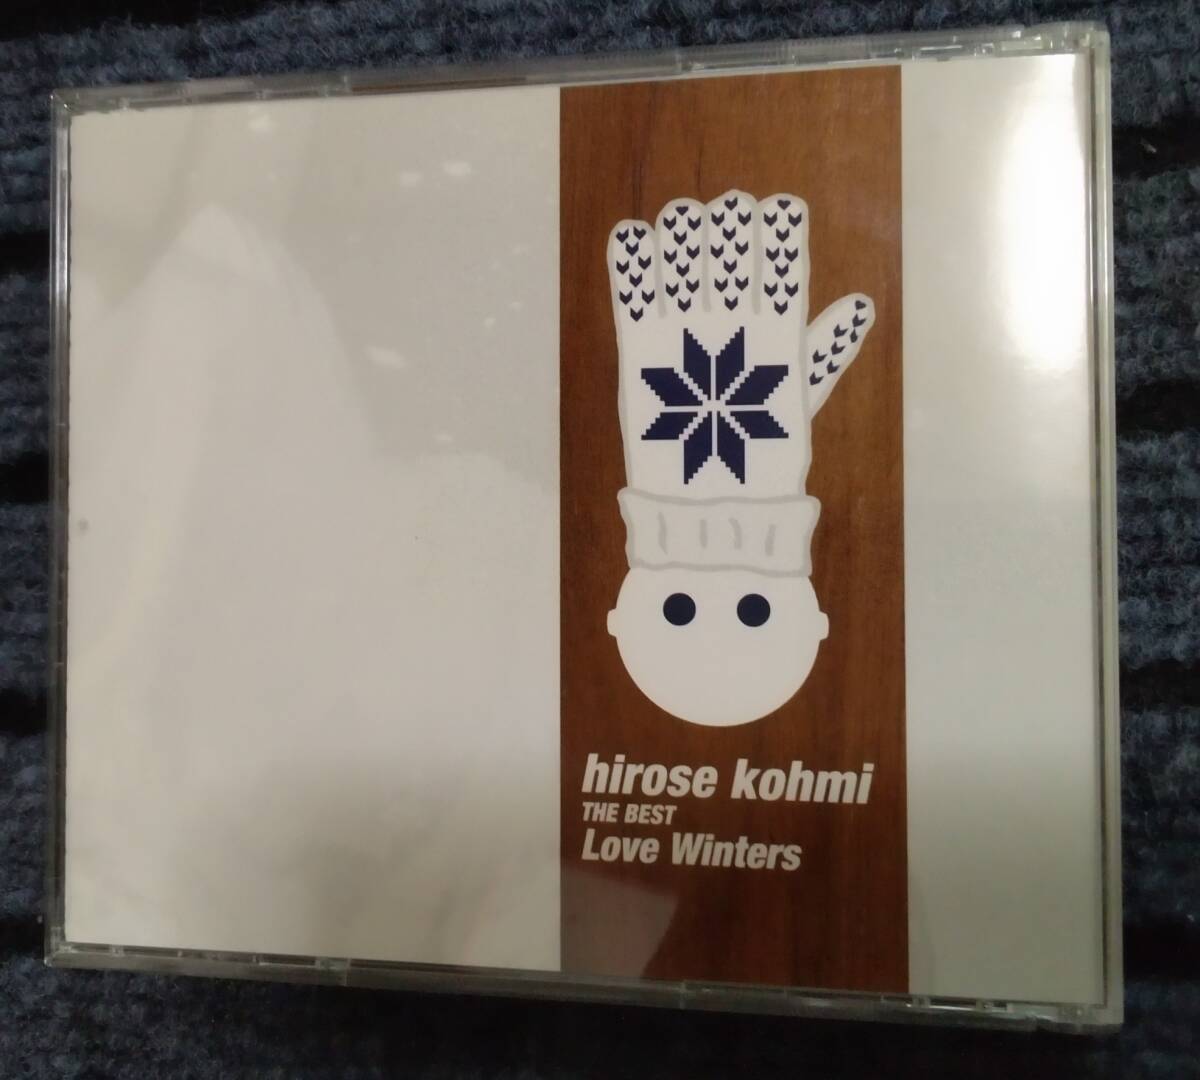 hirose kohmi
THE BEST
Love Winters